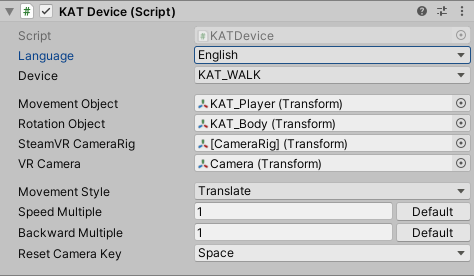 KAT Device (Script)
Script KATDevice
Language English
Device KAT_WALK
Movement Object KAT_Player (Transform)
Rotation Object KAT_Body (Transform)
SteamVR CameraRig [CameraRig] (Transform)
VR Camera Camera (Transform)
Movement Style Translate
Speed Multiple 1 Default
Backward Multiple 1 Default
Reset Camera Key Space